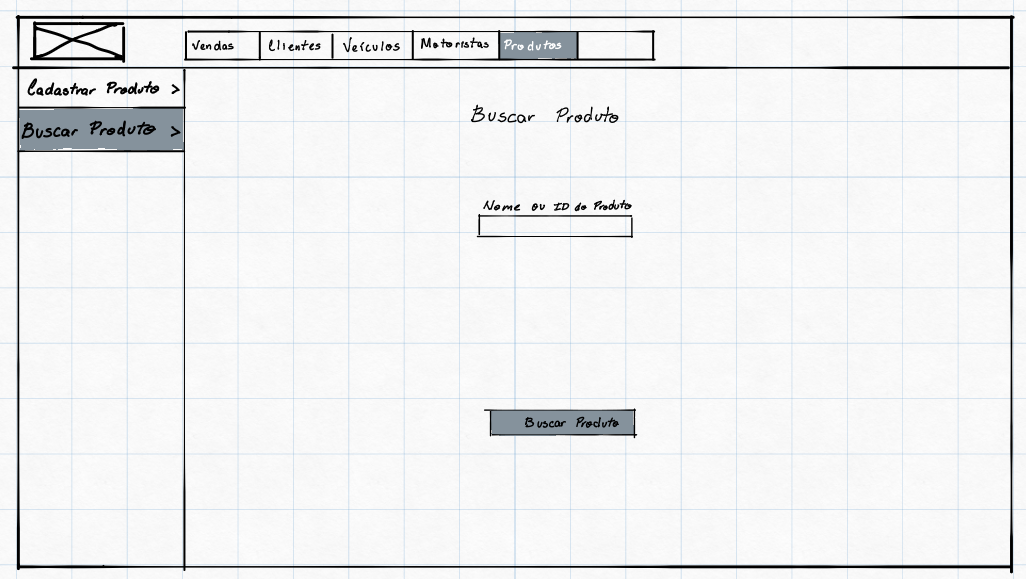 Vendas Clientes Veículos Motoristas Produtos
Cadastrar Produto >
Buscar Produto >
Buscar Produto
Nome ou ID do Produto
Buscar Produto